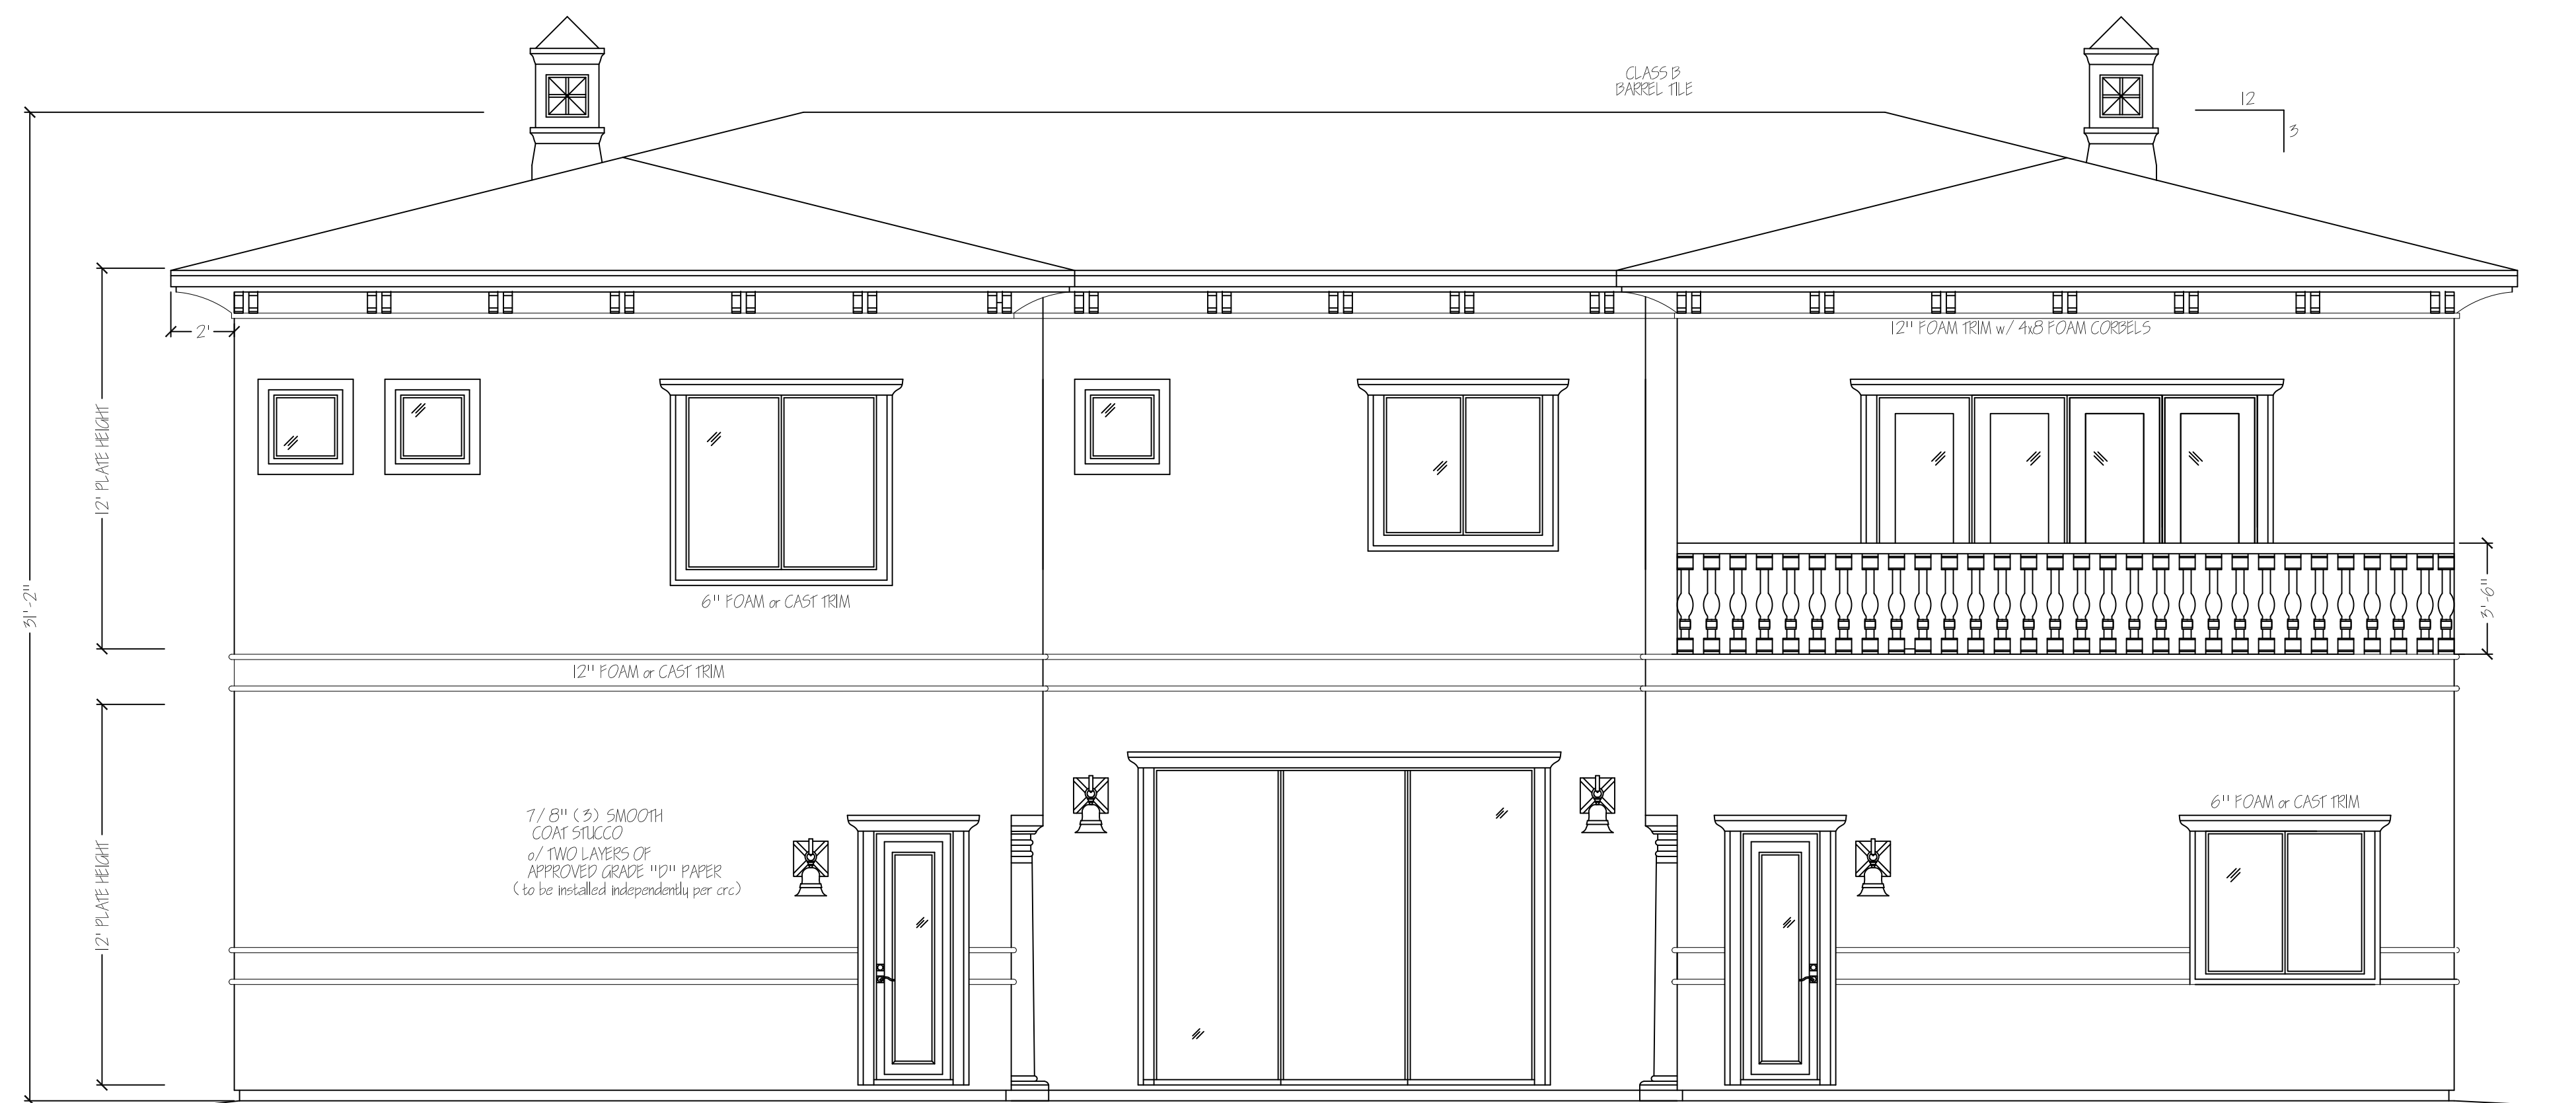 CLASS B
BARREL TILE
12
3
2'
12" FOAM TRIM w/ 4x8 FOAM CORBELS
12' PLATE HEIGHT
31'-2"
6" FOAM or CAST TRIM
3'-6"
12" FOAM or CAST TRIM
7/8" (3) SMOOTH
COAT STUCCO
o/ TWO LAYERS OF
APPROVED GRADE "D" PAPER
(to be installed independently per crc)
6" FOAM or CAST TRIM
12' PLATE HEIGHT